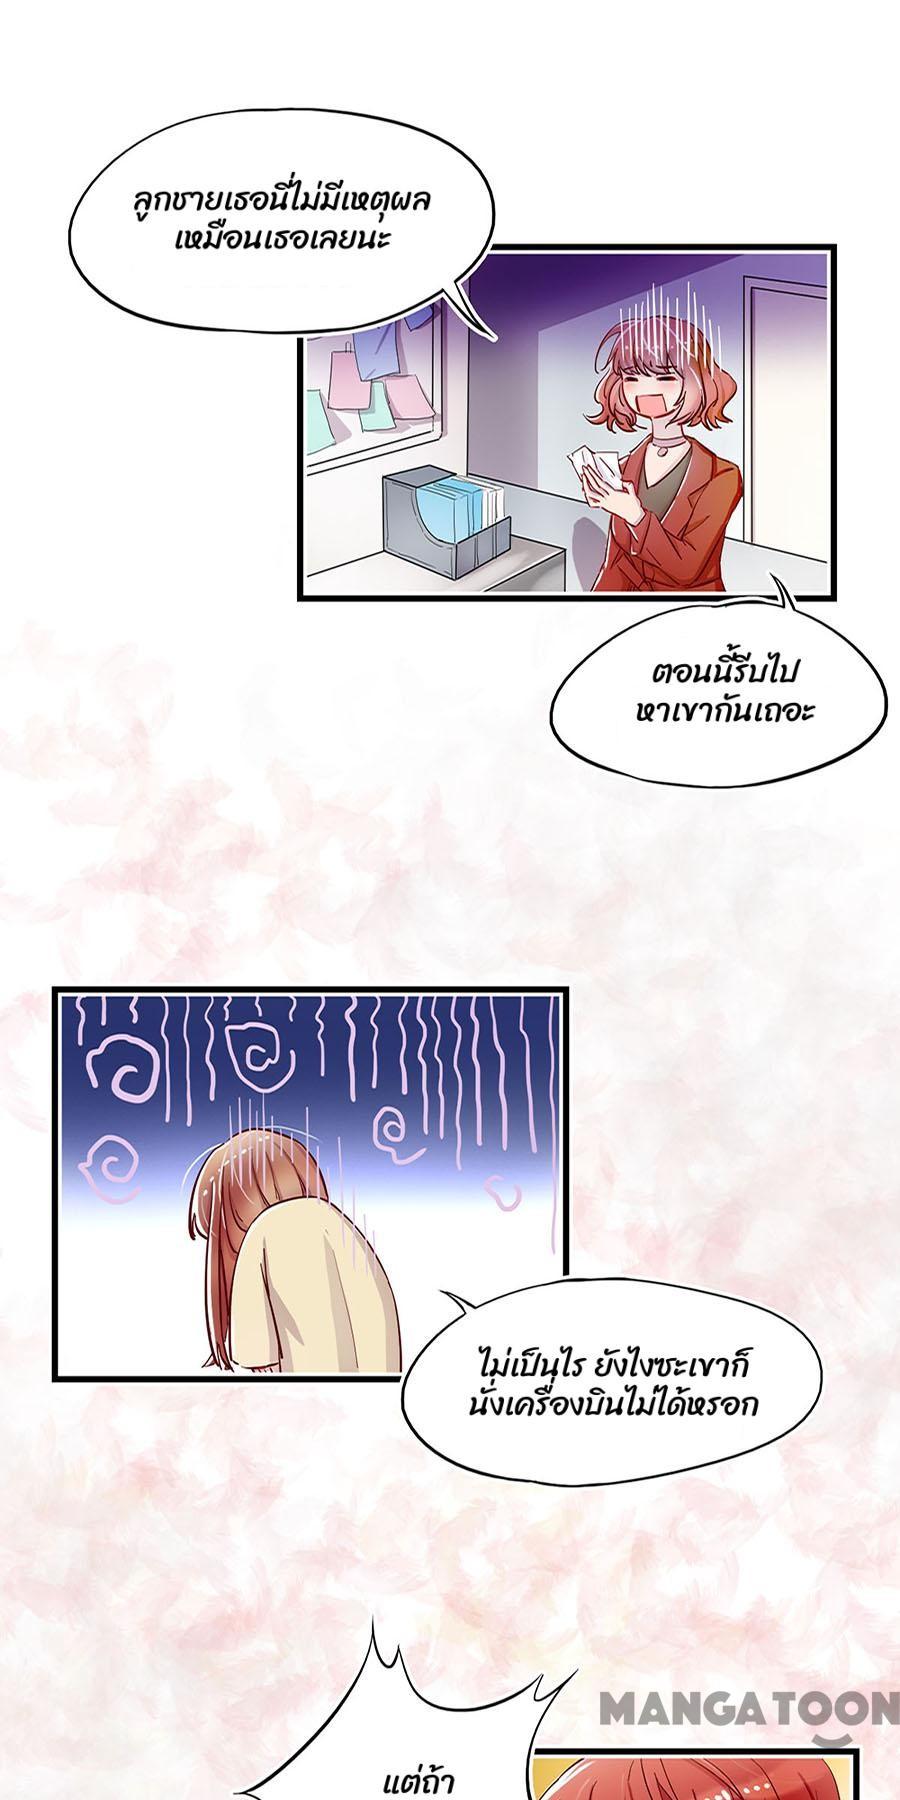 ลูกชายเธอนี่ไม่มีเหตุผล
เหมือนเธอเลยนะ
ตอนนี้รีบไป
หาเขากันเถอะ
ไม่เป็นไร ยังไงซะเขาก็
นั่งเครื่องบินไม่ได้หรอก
MANGATOON
แต่ถ้า